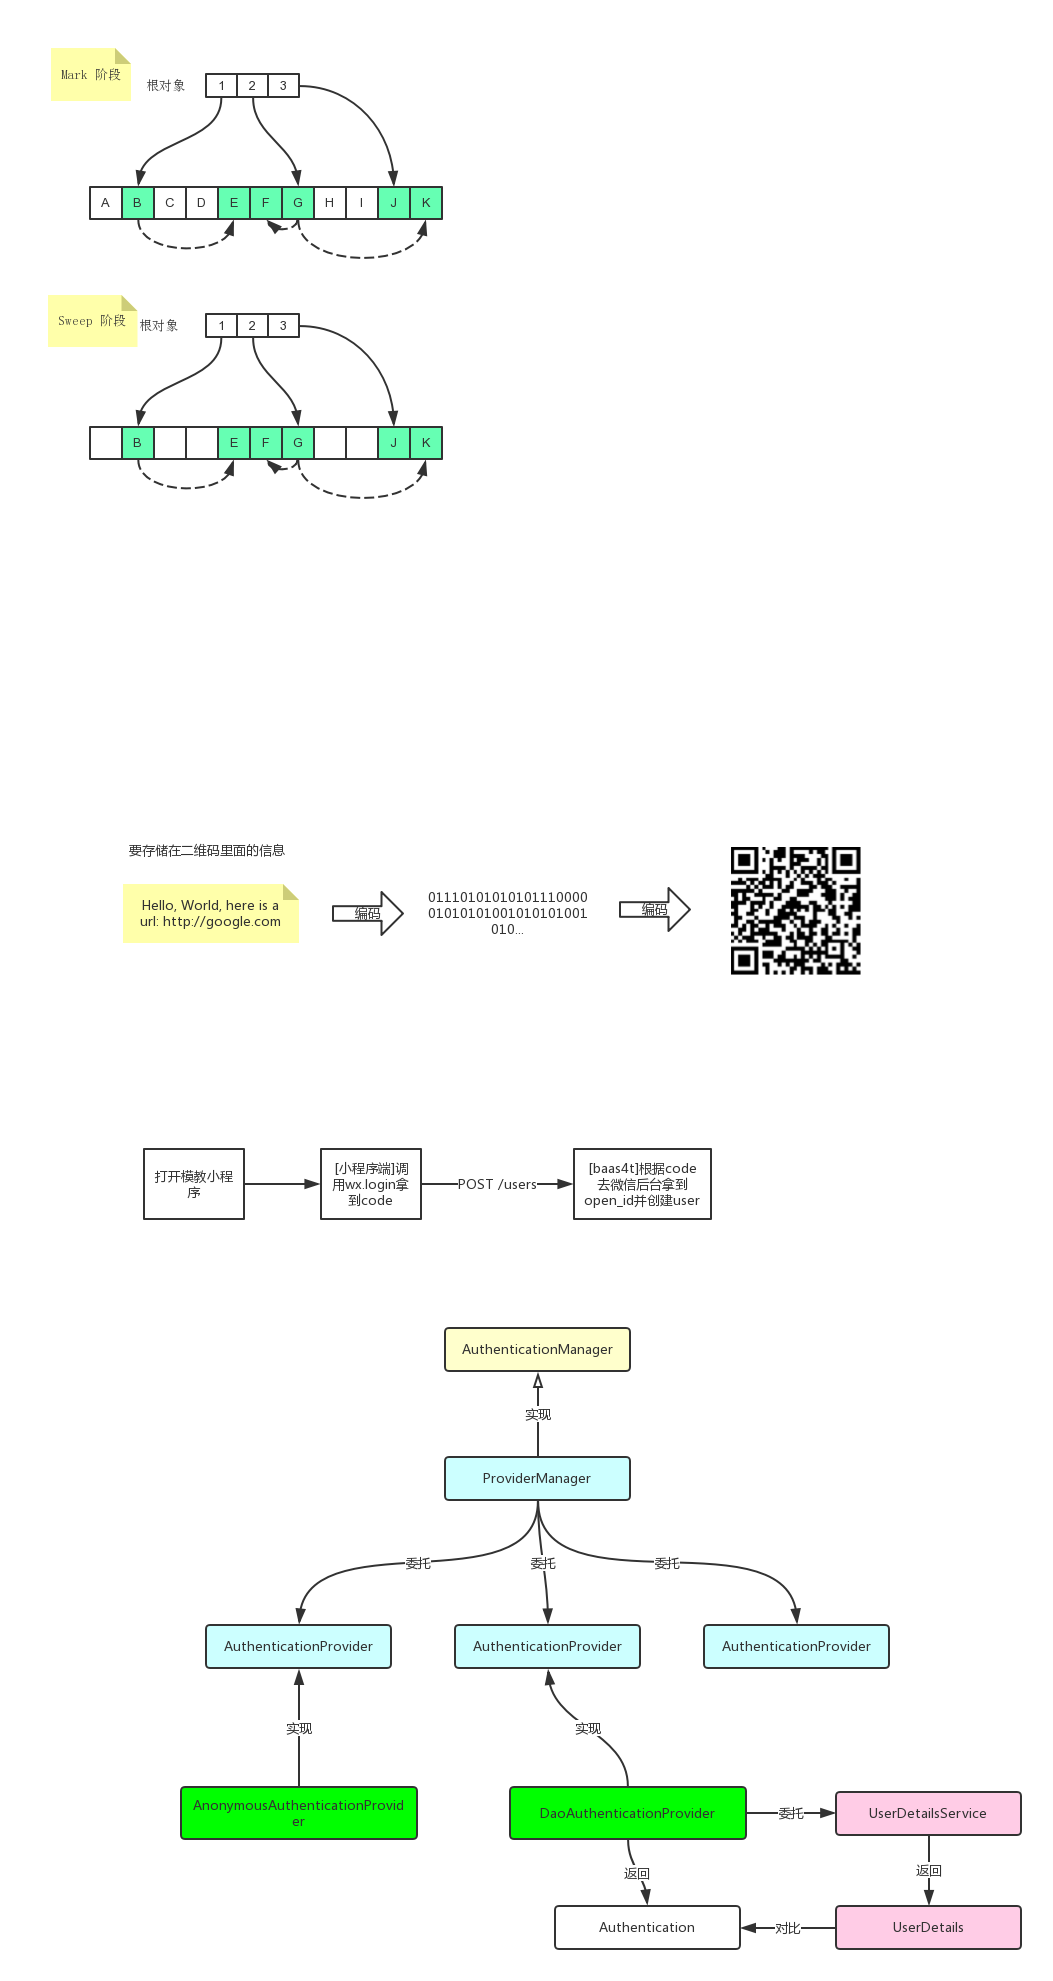 Mark 阶段
根对象
1 2 3
A B C D E F G H I J K
Sweep 阶段
根对象
1 2 3
B E F G J K
要存储在二维码里面的信息
Hello, World, here is a
url: http://google.com
编码
01110101010101110000
01010101001010101001
010...
编码
打开模教小程
序
[小程序端]调
用wx.login拿
到code
POST /users
[baas4t]根据code
去微信后台拿到
open_id并创建user
AuthenticationManager
实现
ProviderManager
委托 委托 委托
AuthenticationProvider AuthenticationProvider AuthenticationProvider
实现 实现
AnonymousAuthenticationProvid
er
DaoAuthenticationProvider
委托
UserDetailsService
返回
返回
Authentication
对比
UserDetails